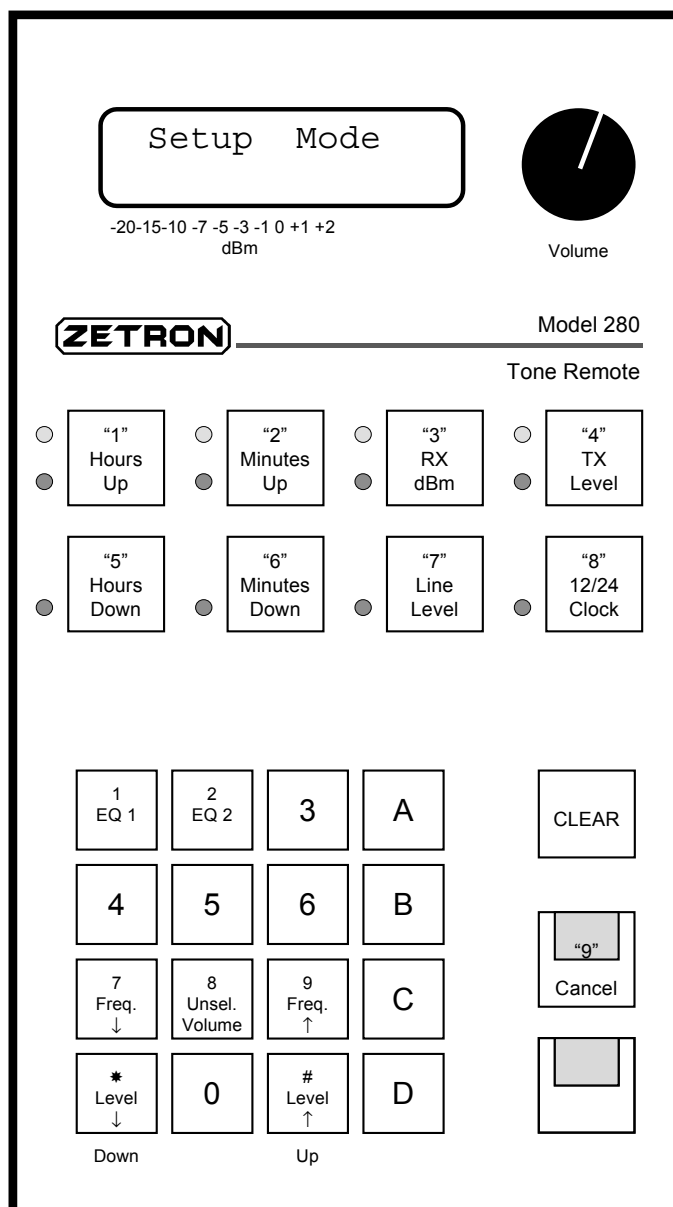 Setup Mode
-20-15-10 -7 -5 -3 -1 0 +1 +2
dBm
Volume
ZETRON
Model 280
Tone Remote
“1”
Hours
Up
“2”
Minutes
Up
“3”
RX
dBm
“4”
TX
Level
“5”
Hours
Down
“6”
Minutes
Down
“7”
Line
Level
“8”
12/24
Clock
1
EQ 1
2
EQ 2
3
A
CLEAR
4
5
6
B
“9”
Cancel
7
Freq.
↓
8
Unsel.
Volume
9
Freq.
↑
C
✷
Level
↓
0
#
Level
↑
D
Down
Up